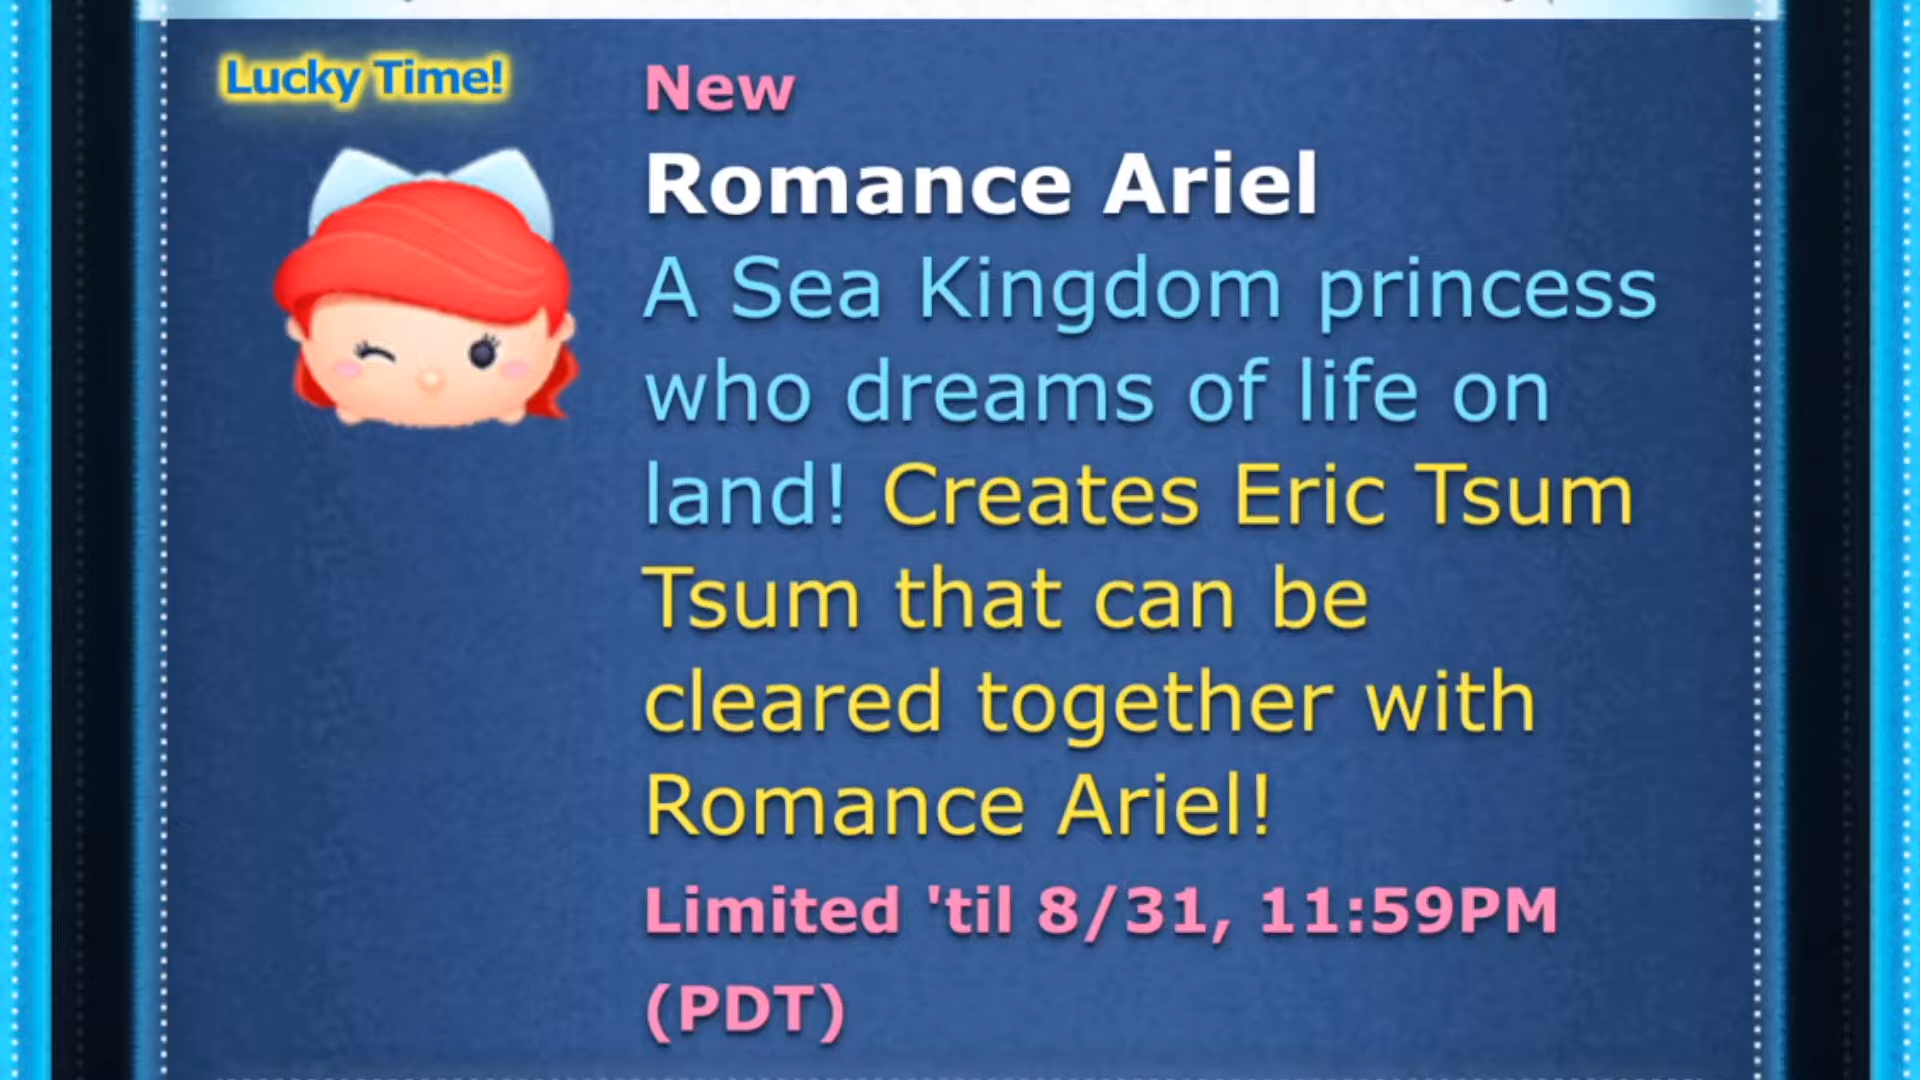 Lucky Time!
New
Romance Ariel
A Sea Kingdom princess
who dreams of life on
land! Creates Eric Tsum
Tsum that can be
cleared together with
Romance Ariel!
Limited 'til 8/31, 11:59PM
(PDT)